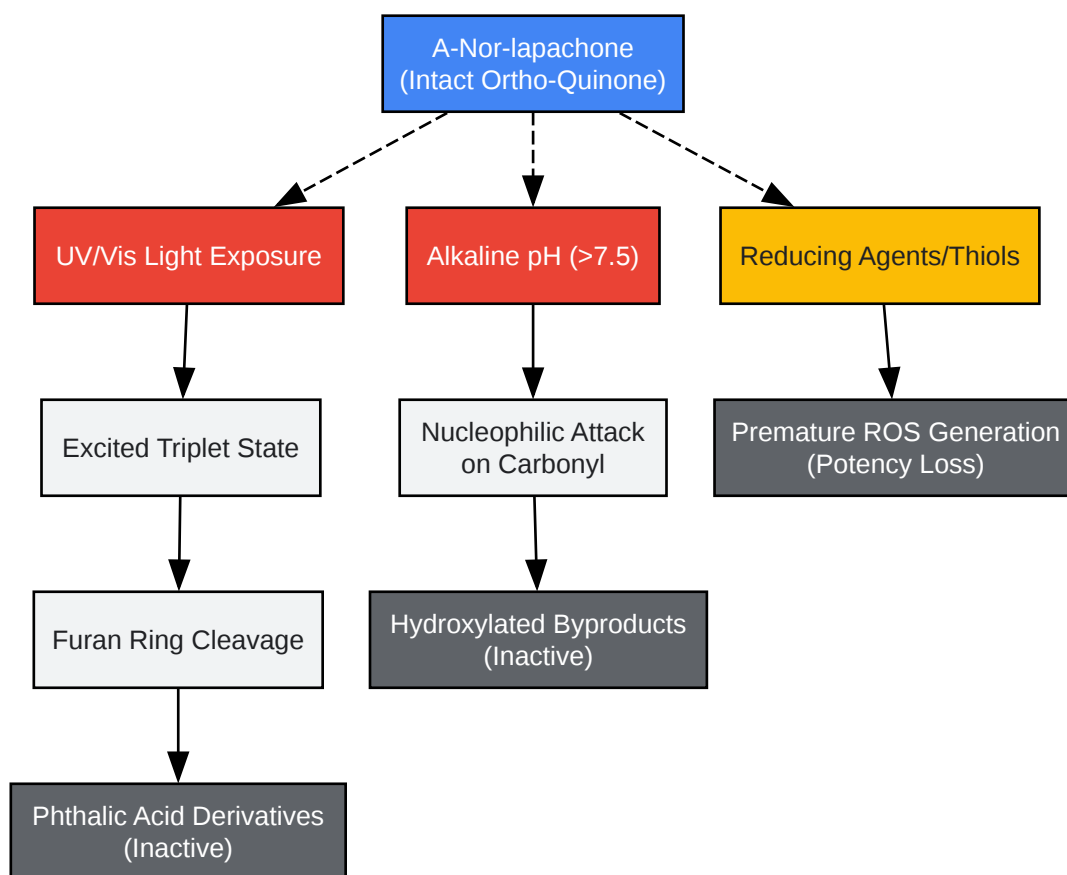 A-Nor-lapachone
(Intact Ortho-Quinone)
UV/Vis Light Exposure
Alkaline pH (>7.5)
Reducing Agents/Thiols
Excited Triplet State
Nucleophilic Attack
on Carbonyl
Premature ROS Generation
(Potency Loss)
Furan Ring Cleavage
Hydroxylated Byproducts
(Inactive)
Phthalic Acid Derivatives
(Inactive)